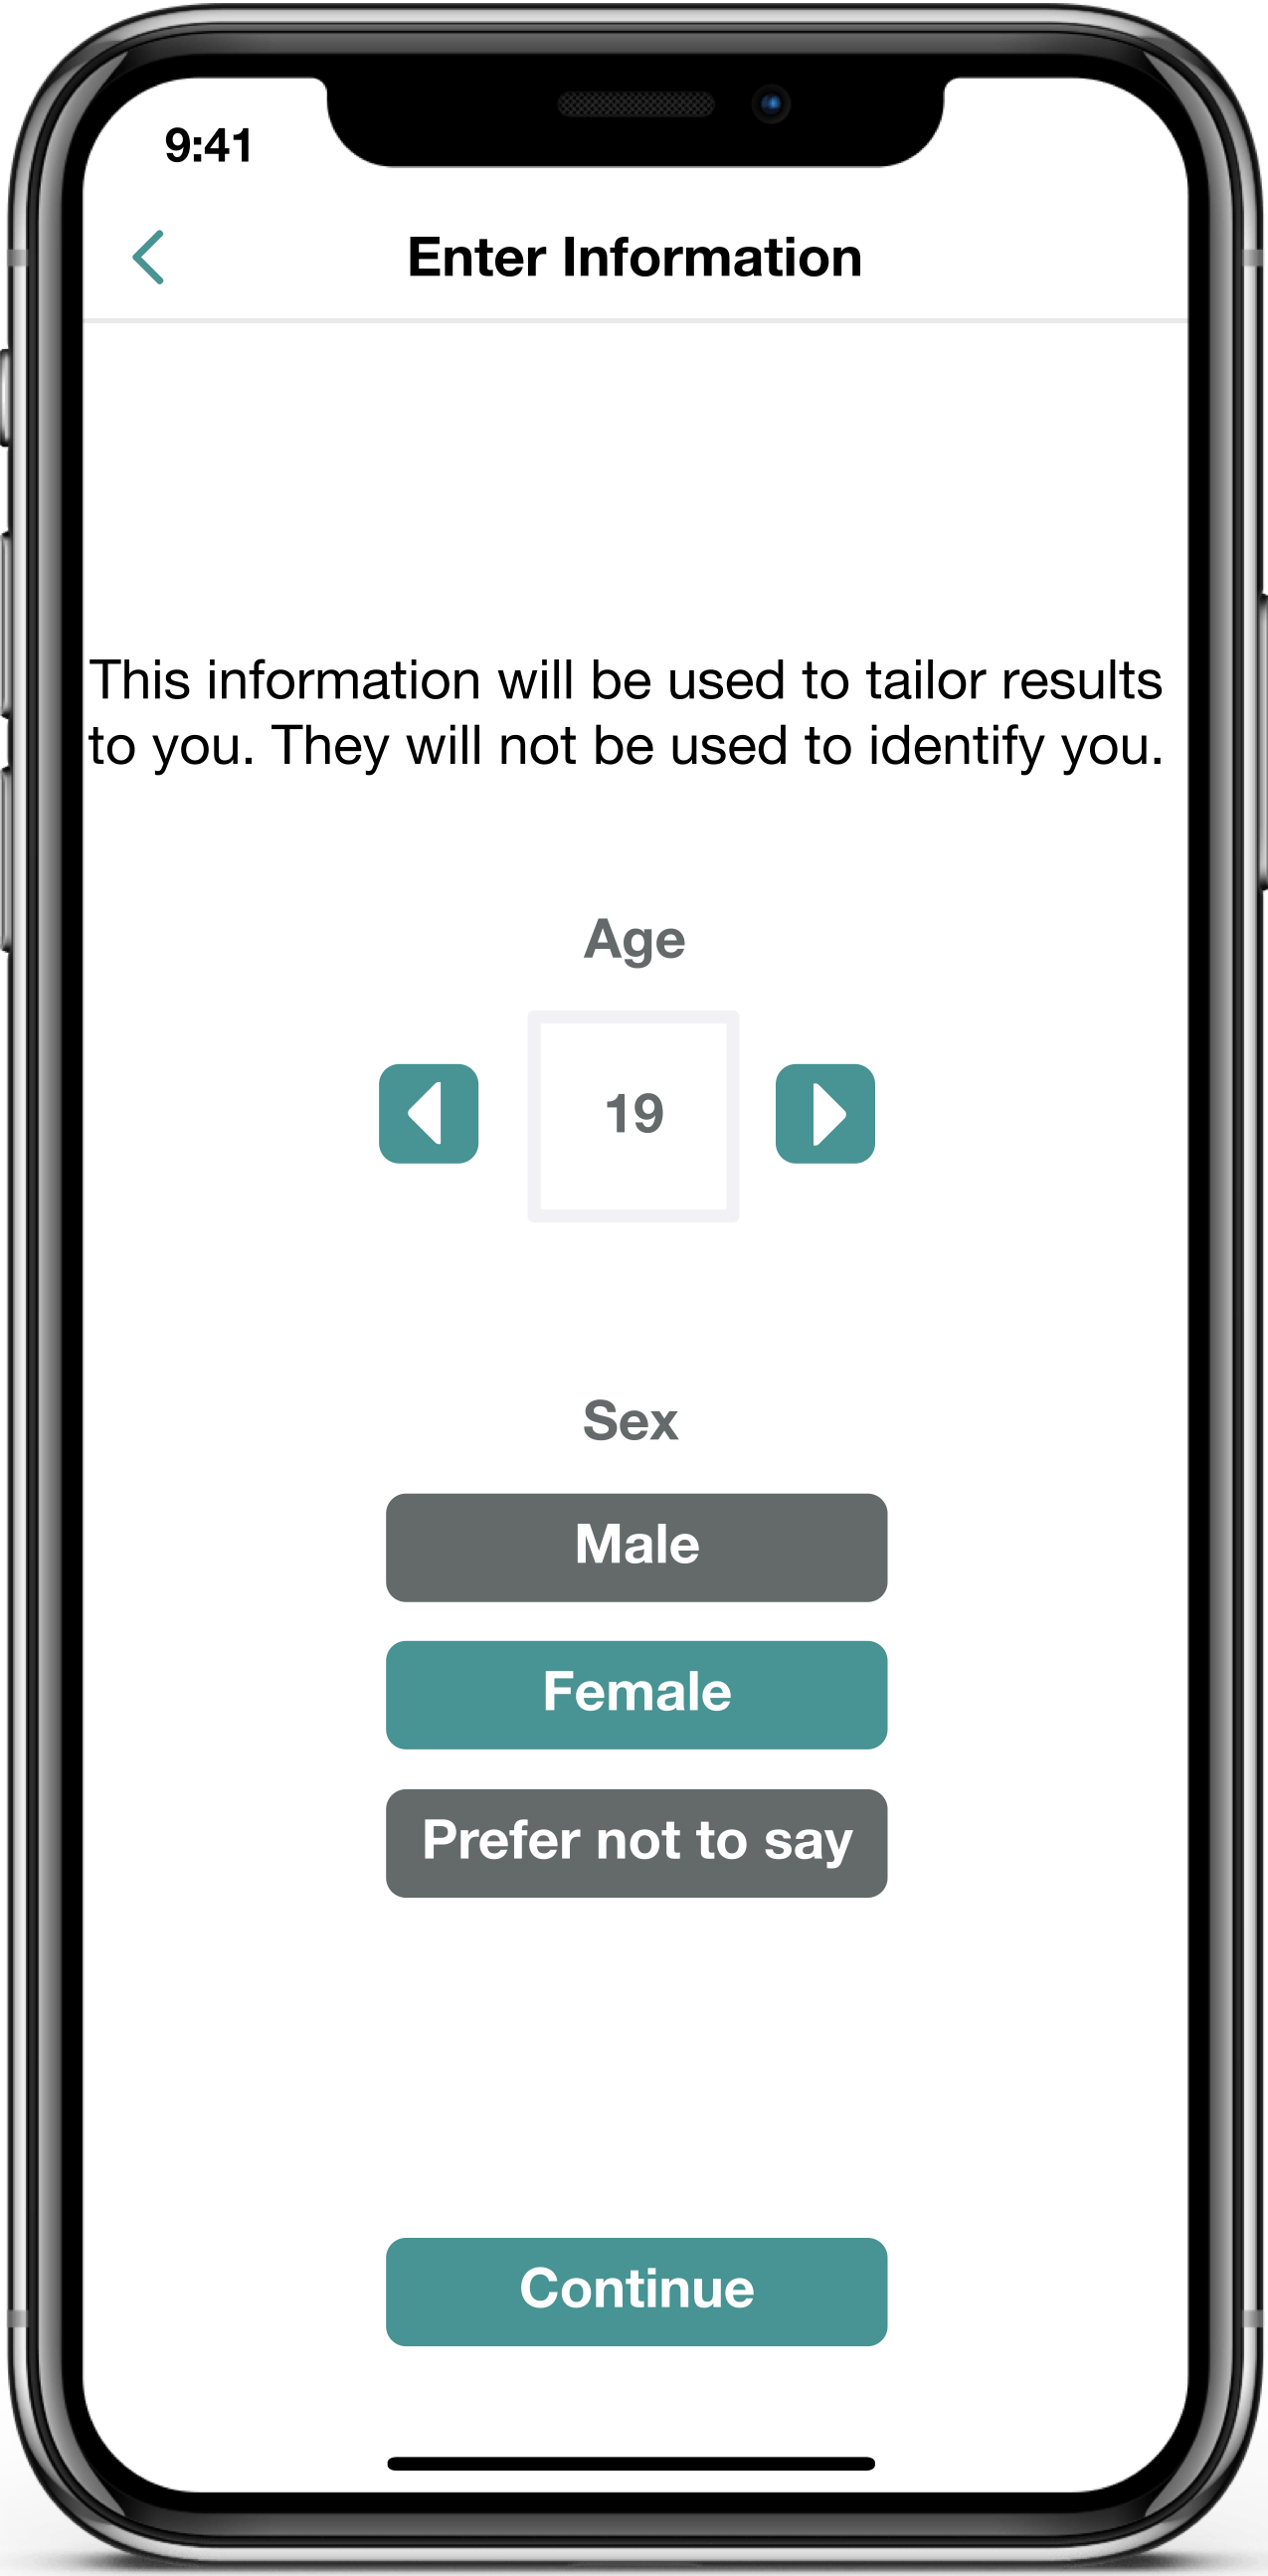 9:41
Enter Information
This information will be used to tailor results
to you. They will not be used to identify you.
Age
19
Sex
Male
Female
Prefer not to say
Continue